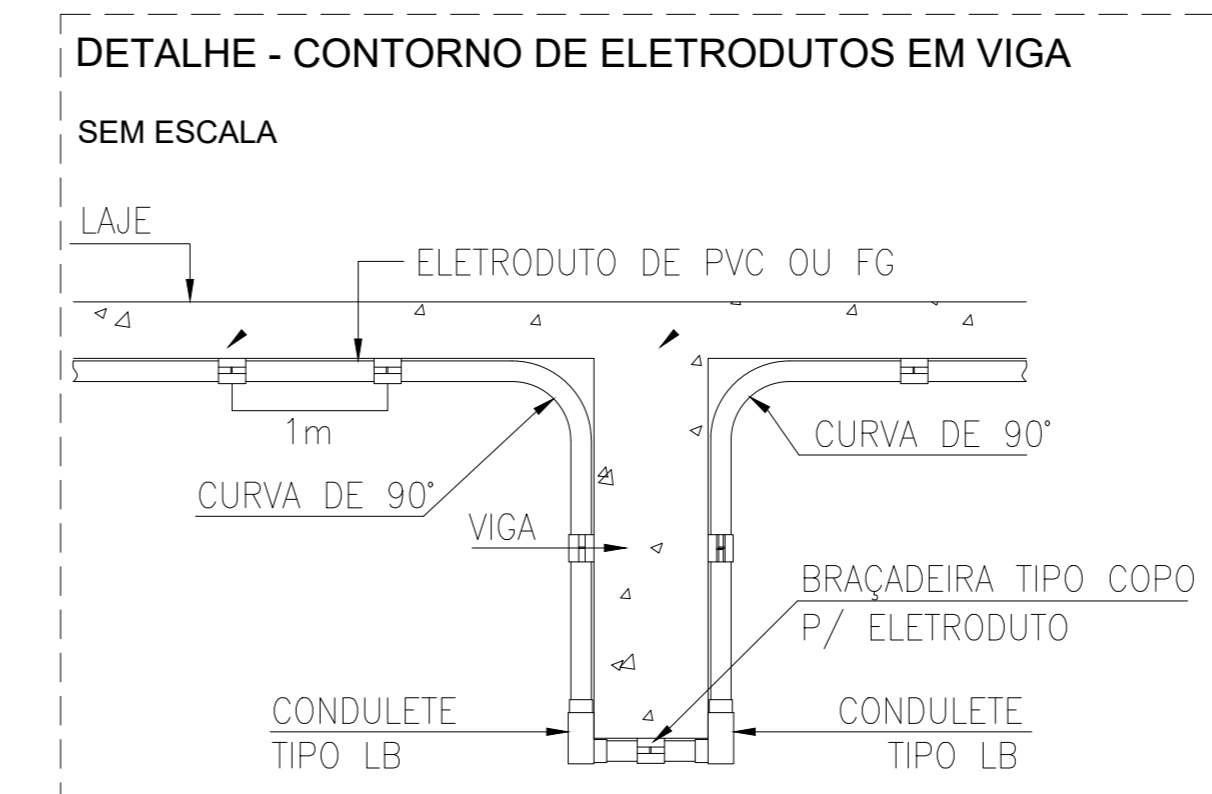 DETALHE - CONTORNO DE ELETRODUTOS EM VIGA
SEM ESCALA
LAJE
ELETRODUTO DE PVC OU FG
1m
CURVA DE 90°
CURVA DE 90°
VIGA
BRAÇADEIRA TIPO COPO
P/ ELETRODUTO
CONDULETE
TIPO LB
CONDULETE
TIPO LB